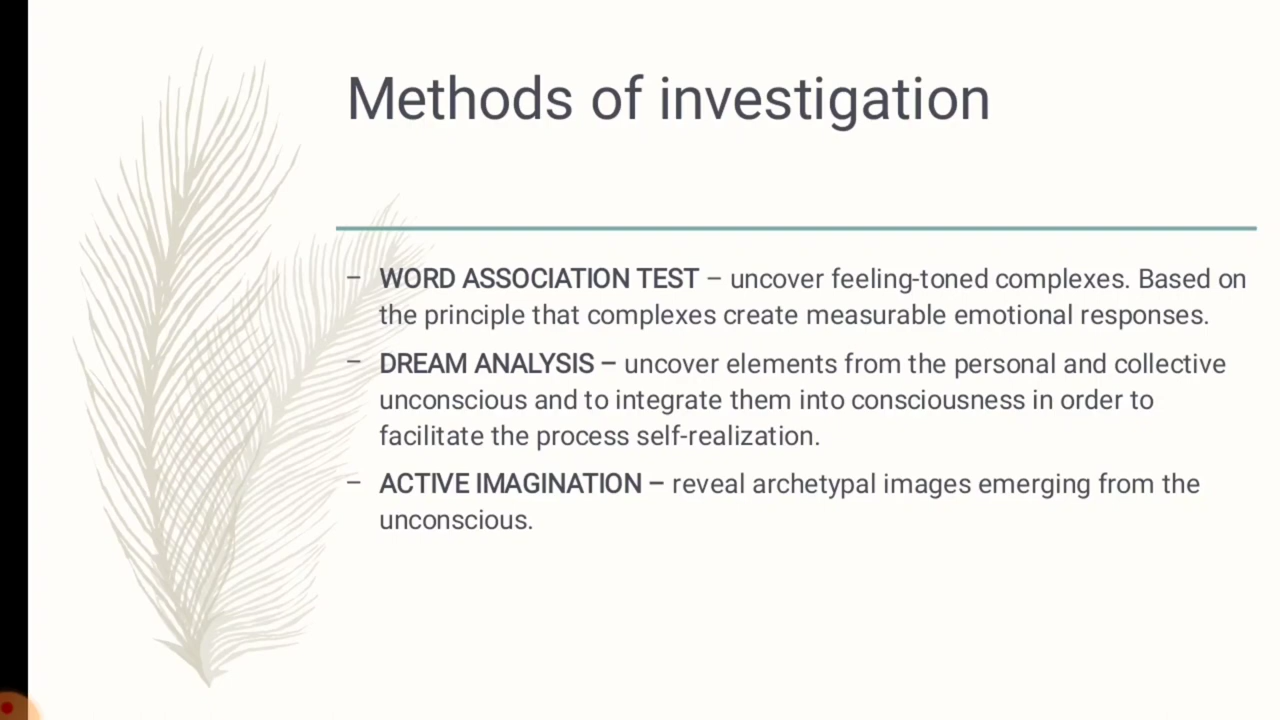 Methods of investigation
– WORD ASSOCIATION TEST – uncover feeling-toned complexes. Based on
the principle that complexes create measurable emotional responses.
– DREAM ANALYSIS – uncover elements from the personal and collective
unconscious and to integrate them into consciousness in order to
facilitate the process self-realization.
– ACTIVE IMAGINATION – reveal archetypal images emerging from the
unconscious.